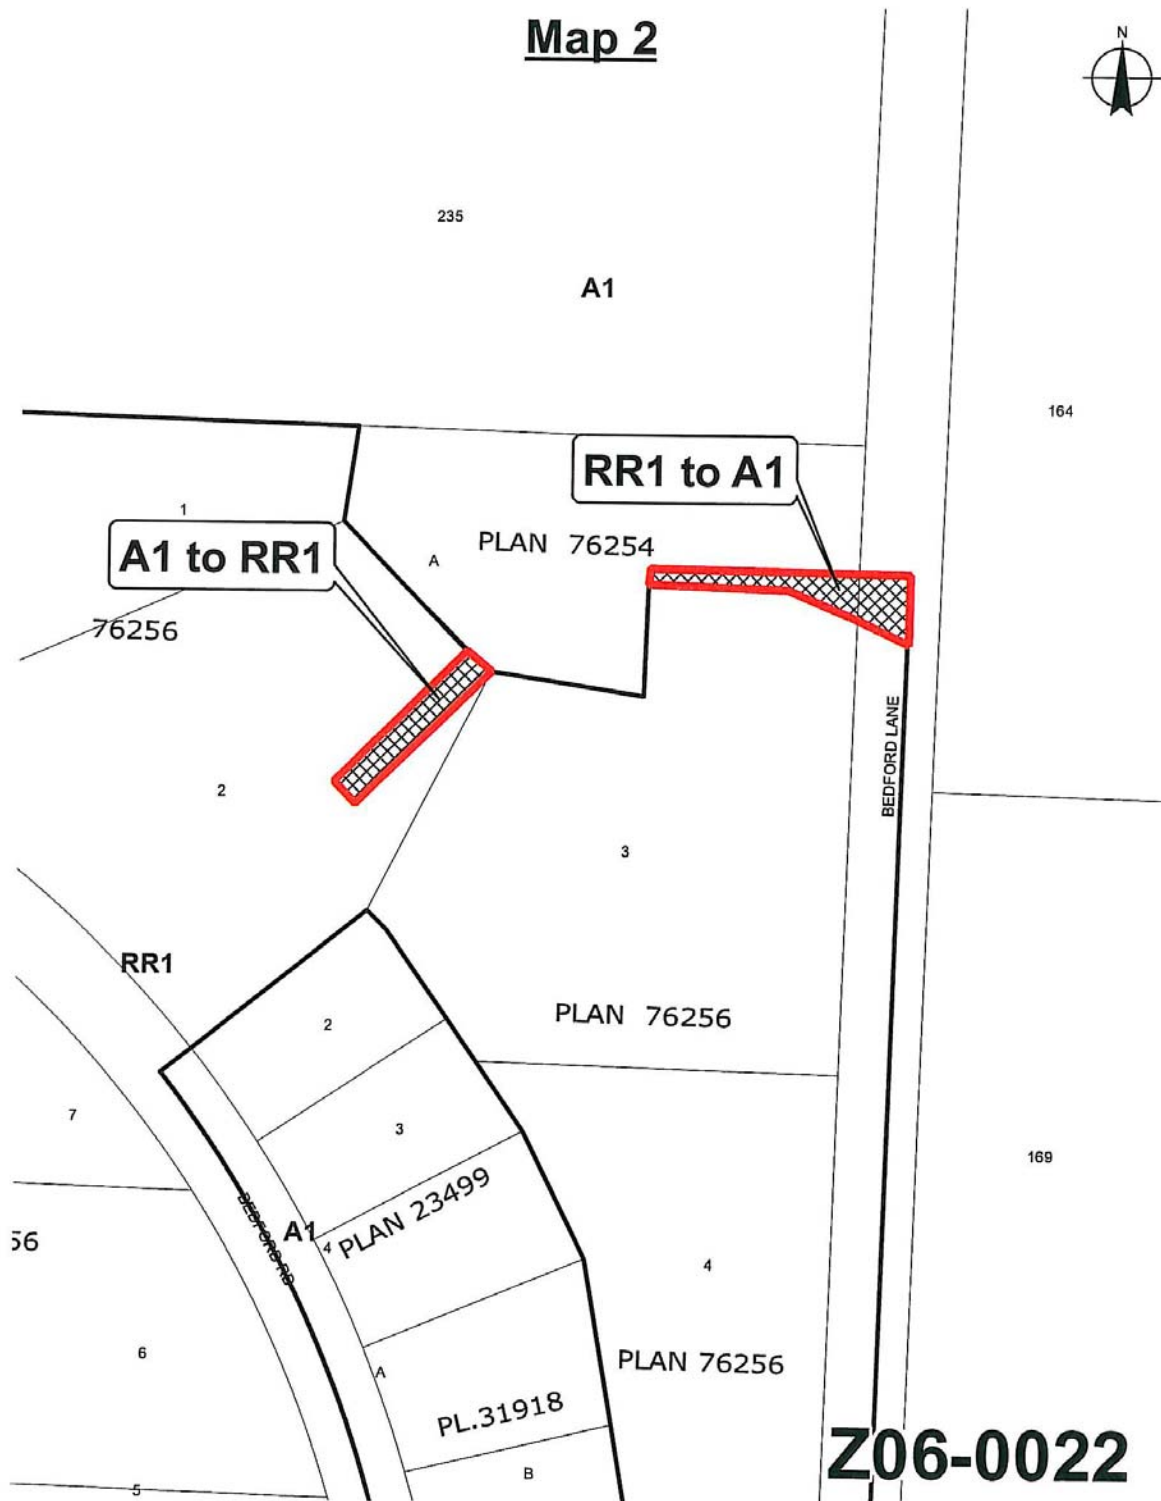 Map 2
N
235
A1
164
RR1 to A1
1
PLAN 76254
A1 to RR1
A
76256
BEDFORD LANE
2
3
RR1
PLAN 76256
2
7
3
169
PLAN 23499
BEDFORD RD
A1
4
56
4
6
PLAN 76256
A
PL.31918
Z06-0022
B
5